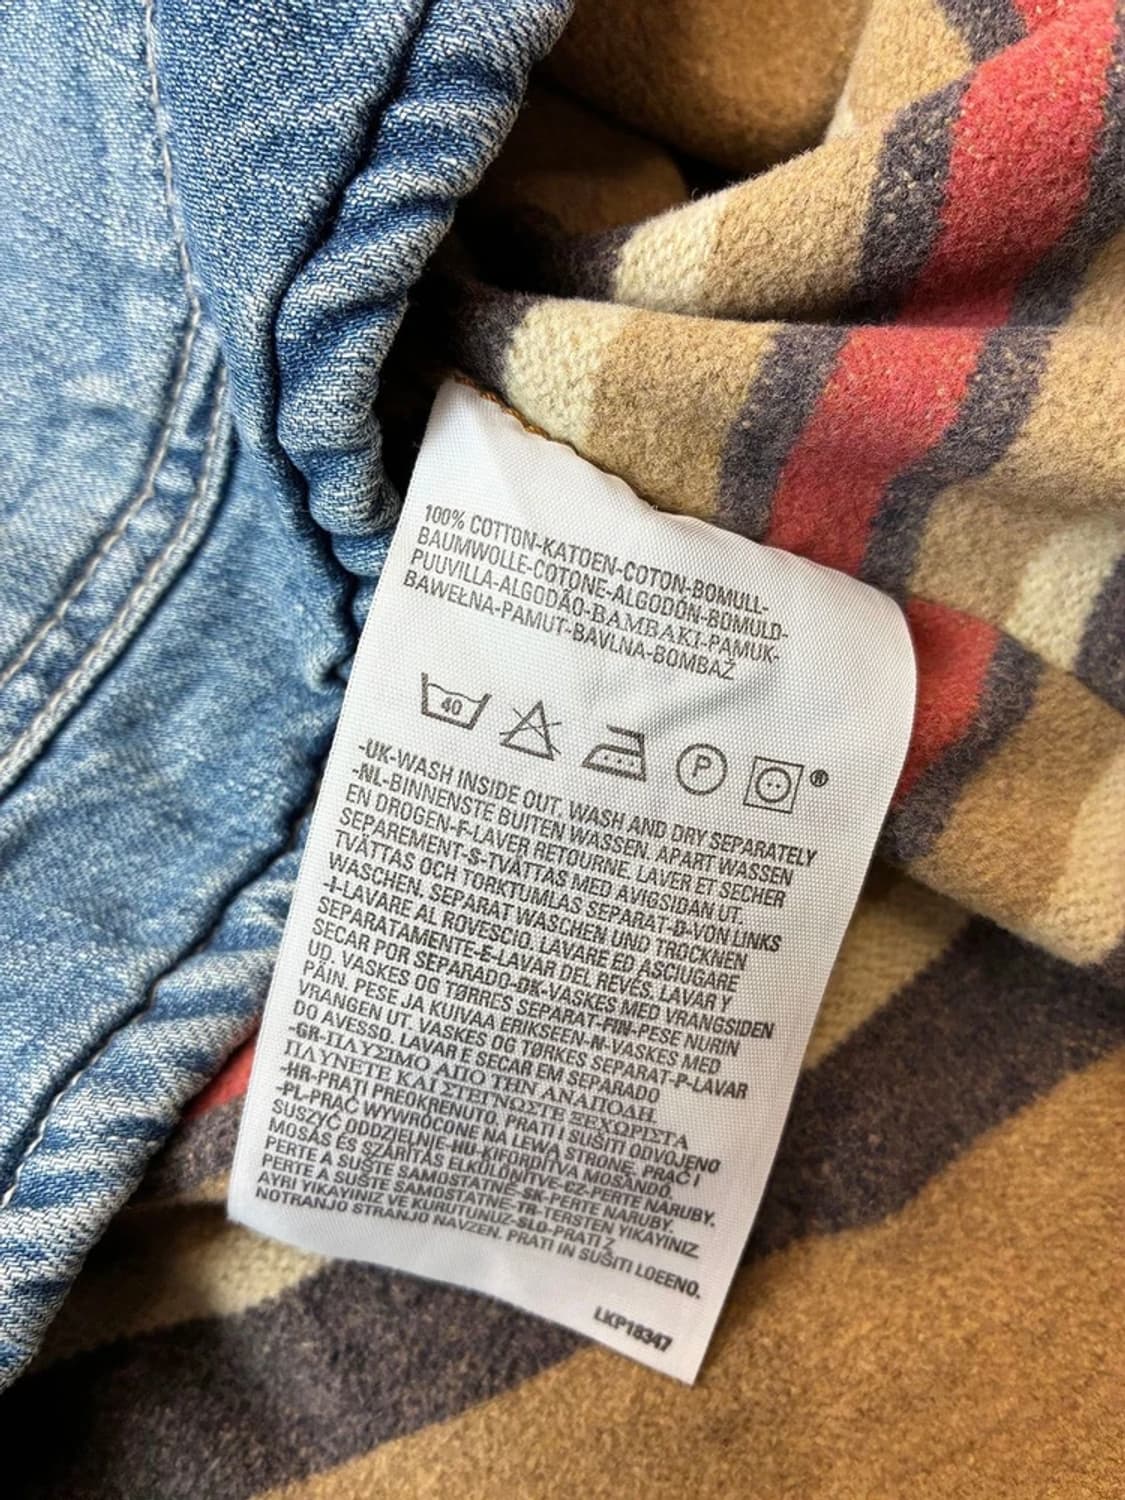 100% COTTON-KATOEN-COTON-BOMULL-
BAUMWOLLE-COTONE-ALGODÓN-BOMULD-
PUUVILLA-ALGODÃO-BAMBAKI-PAMUK-
BAWEŁNA-PAMUT-BAVLNA-BOMBAŽ
40
P
®
-UK-WASH INSIDE OUT. WASH AND DRY SEPARATELY
-NL-BINNENSTE BUITEN WASSEN. APART WASSEN
EN DROGEN-F-LAVER RETOURNE. LAVER ET SECHER
SEPAREMENT-S-TVÄTTAS MED AVIGSIDAN UT.
TVÄTTAS OCH TORKTUMLAS SEPARAT-D-VON LINKS
WASCHEN. SEPARAT WASCHEN UND TROCKNEN
-I-LAVARE AL ROVESCIO. LAVARE ED ASCIUGARE
SEPARATAMENTE-E-LAVAR DEL REVÉS. LAVAR Y
SECAR POR SEPARADO-DK-VASKES MED VRANGSIDEN
UD. VASKES OG TØRRES SEPARAT-FIN-PESE NURIN
PÄIN. PESE JA KUIVAA ERIKSEEN-N-VASKES MED
VRANGEN UT. VASKES OG TØRKES SEPARAT-P-LAVAR
DO AVESSO. LAVAR E SECAR EM SEPARADO
-GR-ΠΛΥΣΙΜΟ ΑΠΟ ΤΗΝ ΑΝΑΠΟΔΗ.
ΠΛΥΝΕΤΕ ΚΑΙ ΣΤΕΓΝΩΣΤΕ ΞΕΧΩΡΙΣΤΑ
-HR-PRATI PREOKRENUTO. PRATI I SUŠITI ODVOJENO
-PL-PRAĆ WYWRÓCONE NA LEWĄ STRONĘ. PRAĆ I
SUSZYĆ ODDZIELNIE-HU-KIFORDÍTVA MOSANDÓ.
MOSÁS ÉS SZÁRÍTÁS ELKÜLÖNÍTVE-CZ-PERTE NARUBY.
PERTE A SUŠTE SAMOSTATNĚ-SK-PERTE NARUBY.
PERTE A SUŠTE SAMOSTATNE-TR-TERSTEN YIKAYINIZ
AYRI YIKAYINIZ VE KURUTUNUZ-SLO-PRATI Z
NOTRANJO STRANJO NAVZEN. PRATI IN SUŠITI LOEENO.
LKP18347